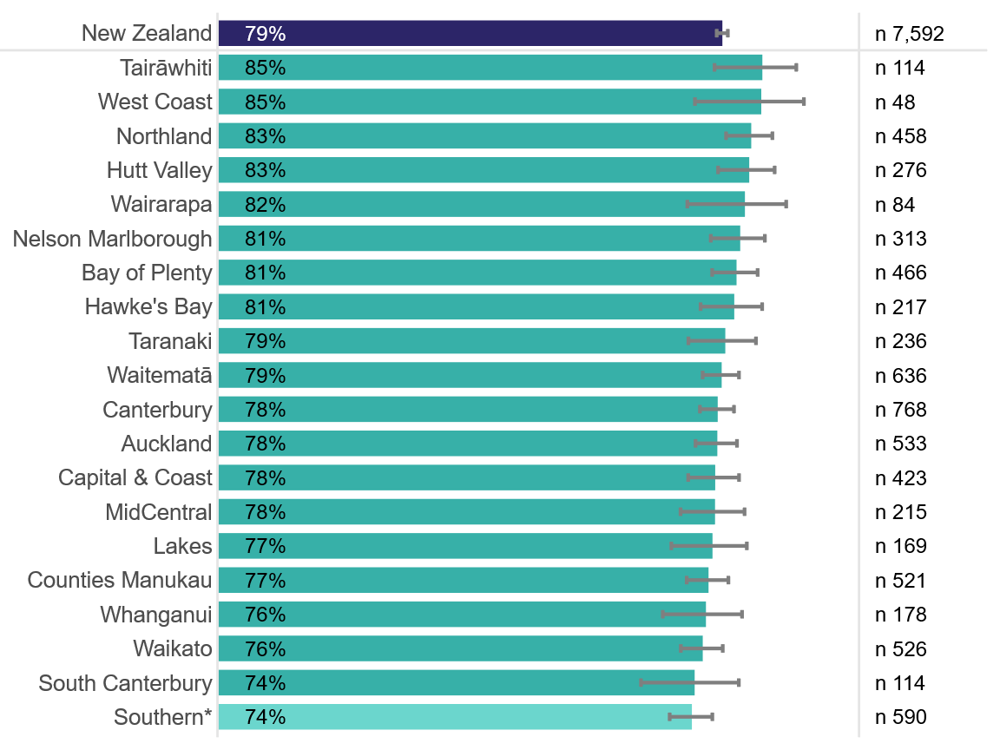 New Zealand 79% n 7,592
Tairāwhiti 85% n 114
West Coast 85% n 48
Northland 83% n 458
Hutt Valley 83% n 276
Wairarapa 82% n 84
Nelson Marlborough 81% n 313
Bay of Plenty 81% n 466
Hawke's Bay 81% n 217
Taranaki 79% n 236
Waitematā 79% n 636
Canterbury 78% n 768
Auckland 78% n 533
Capital & Coast 78% n 423
MidCentral 78% n 215
Lakes 77% n 169
Counties Manukau 77% n 521
Whanganui 76% n 178
Waikato 76% n 526
South Canterbury 74% n 114
Southern* 74% n 590